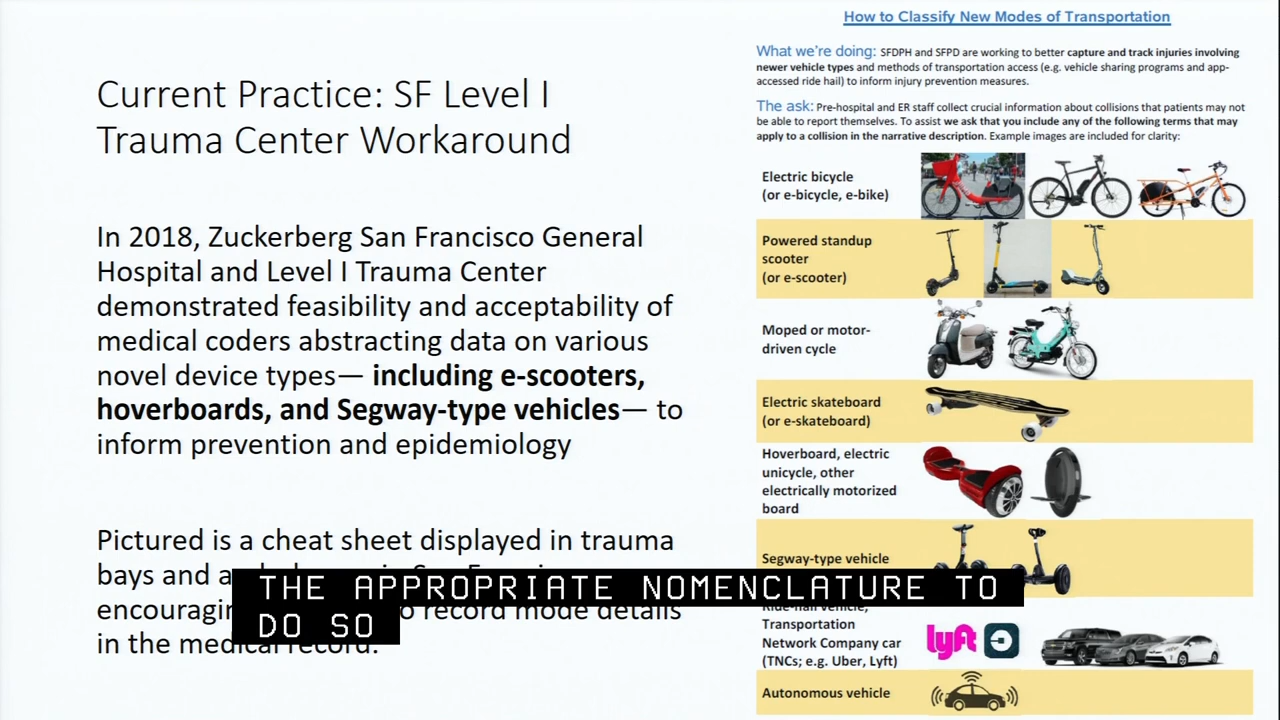 Current Practice: SF Level I
Trauma Center Workaround
In 2018, Zuckerberg San Francisco General
Hospital and Level I Trauma Center
demonstrated feasibility and acceptability of
medical coders abstracting data on various
novel device types— including e-scooters,
hoverboards, and Segway-type vehicles— to
inform prevention and epidemiology
Pictured is a cheat sheet displayed in trauma
bays and
record mode details
in the medical record.
THE APPROPRIATE NOMENCLATURE TO
DO SO
How to Classify New Modes of Transportation
What we're doing: SFDPH and SFPD are working to better capture and track injuries involving
newer vehicle types and methods of transportation access (e.g. vehicle sharing programs and app-
accessed ride hail) to inform injury prevention measures.
The ask: Pre-hospital and ER staff collect crucial information about collisions that patients may not
be able to report themselves. To assist we ask that you include any of the following terms that may
apply to a collision in the narrative description. Example images are included for clarity:
Electric bicycle
(or e-bicycle, e-bike)
Powered standup
scooter
(or e-scooter)
Moped or motor-
driven cycle
Electric skateboard
(or e-skateboard)
Hoverboard, electric
unicycle, other
electrically motorized
board
Segway-type vehicle
Ride-hail vehicle,
Transportation
Network Company car
(TNCs; e.g. Uber, Lyft)
lyft
Autonomous vehicle